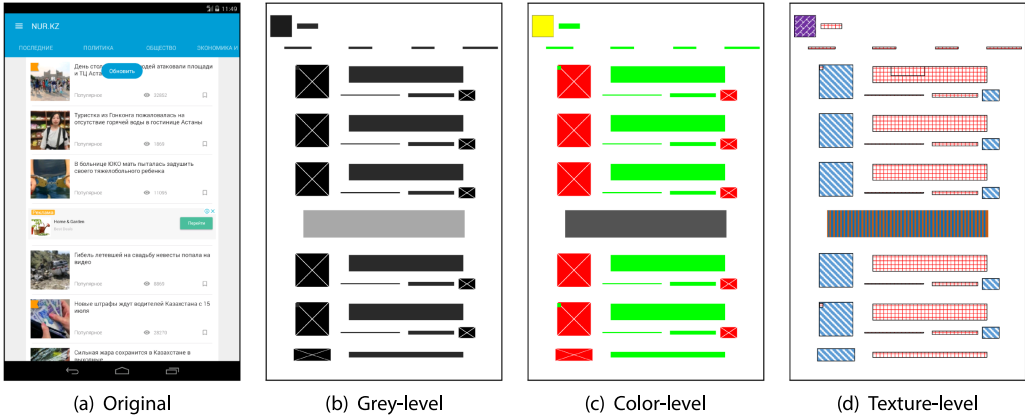 11:49
NUR.KZ
ПОСЛЕДНИЕ ПОЛИТИКА ОБЩЕСТВО ЭКОНОМИКА И
День стол
одей атаковали площади
и ТЦ Аста
Обновить
Популярное
Туристки из Гонконга пожаловалась на
отсутствие горячей воды в гостинице Астаны
Популярное
В больнице ЮКО мать пыталась задушить
своего тяжелобольного ребенка
Популярное
Home & Garden
Перейти
Гибель летевшей на свадьбу невесты попала на
видео
Популярное
Новые штрафы ждут водителей Казахстана с 15
июля
Популярное
Сильная жара сохранится в Казахстане в
(a) Original (b) Grey-level (c) Color-level (d) Texture-level